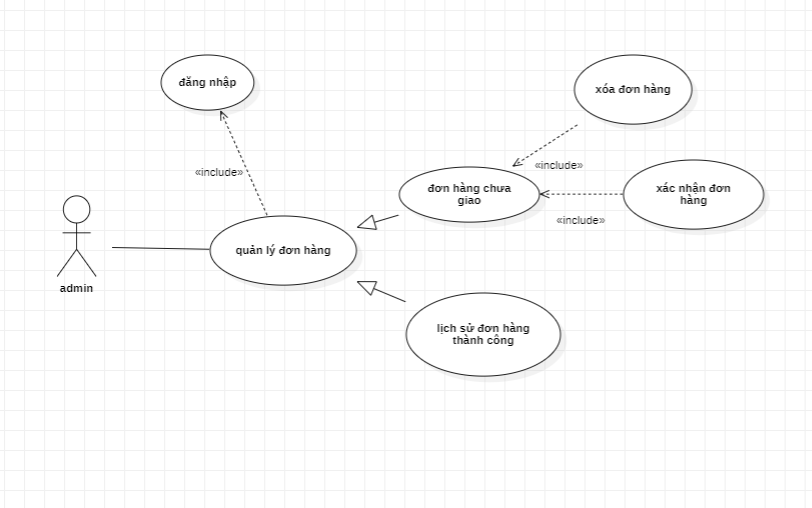 đăng nhập
xóa đơn hàng
«include»
«include»
đơn hàng chưa
giao
xác nhận đơn
hàng
«include»
quản lý đơn hàng
admin
lịch sử đơn hàng
thành công